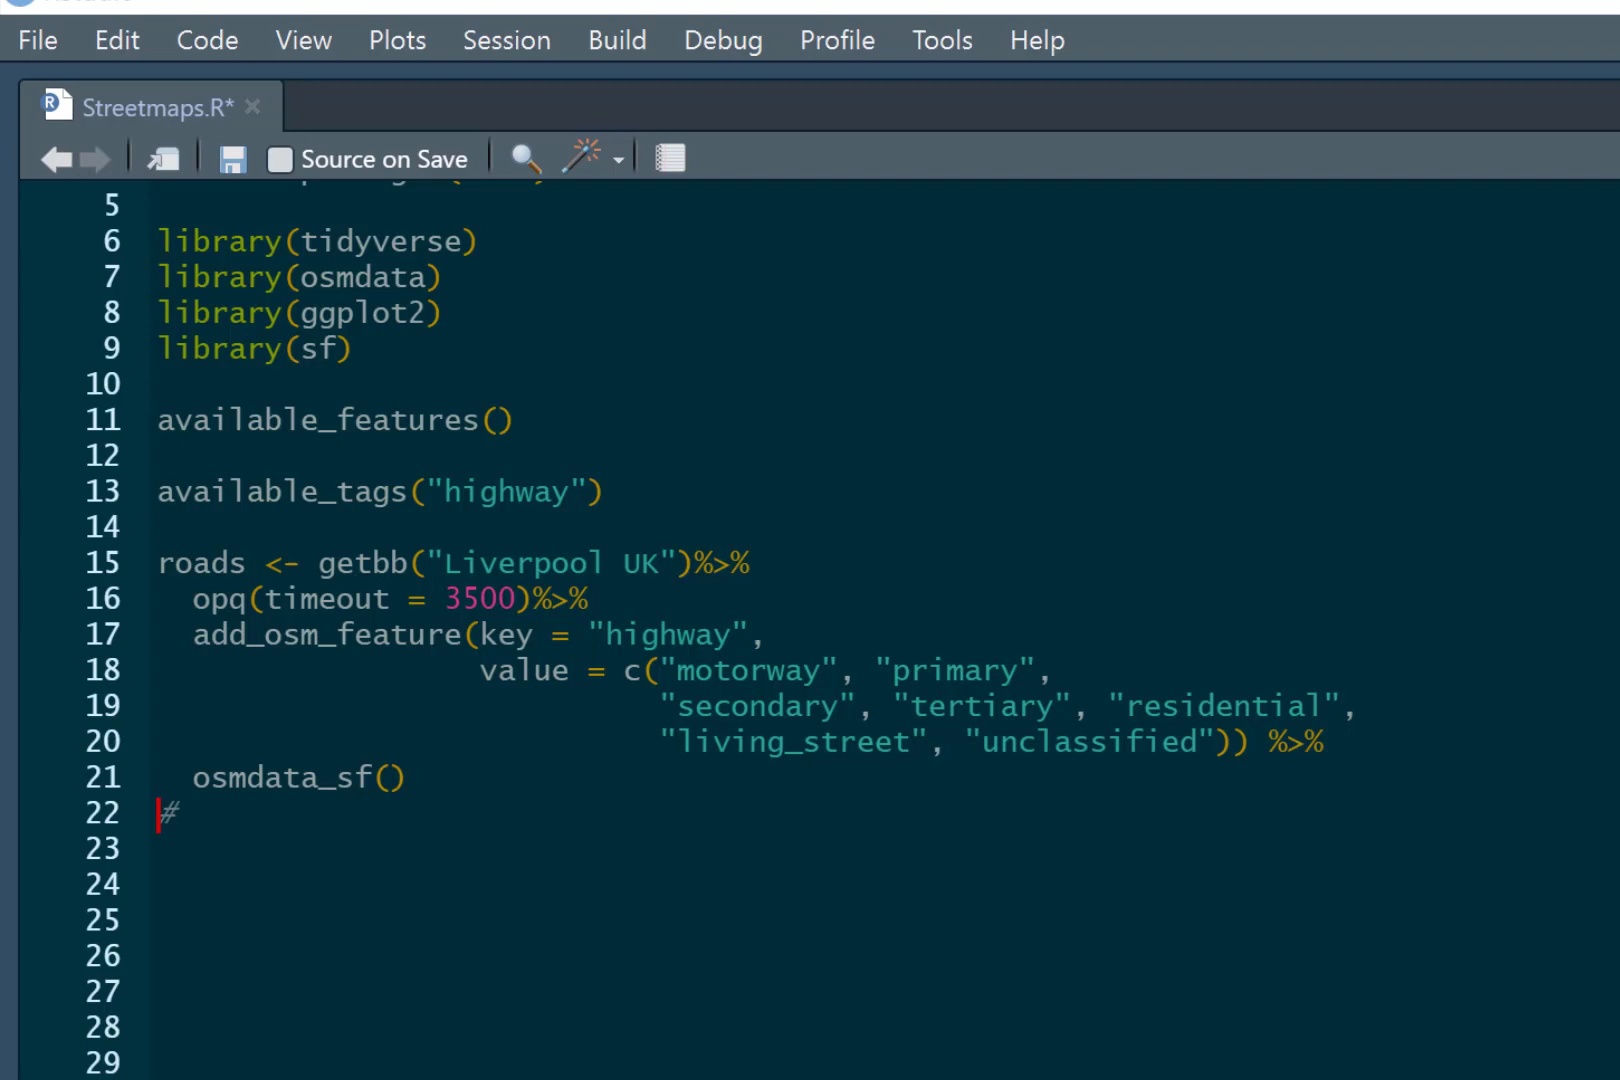 File Edit Code View Plots Session Build Debug Profile Tools Help
Streetmaps.R*
Source on Save
5
6 library(tidyverse)
7 library(osmdata)
8 library(ggplot2)
9 library(sf)
10
11 available_features()
12
13 available_tags("highway")
14
15 roads <- getbb("Liverpool UK")%>%
16 opq(timeout = 3500)%>%
17 add_osm_feature(key = "highway",
18 value = c("motorway", "primary",
19 "secondary", "tertiary", "residential",
20 "living_street", "unclassified")) %>%
21 osmdata_sf()
22 #
23
24
25
26
27
28
29